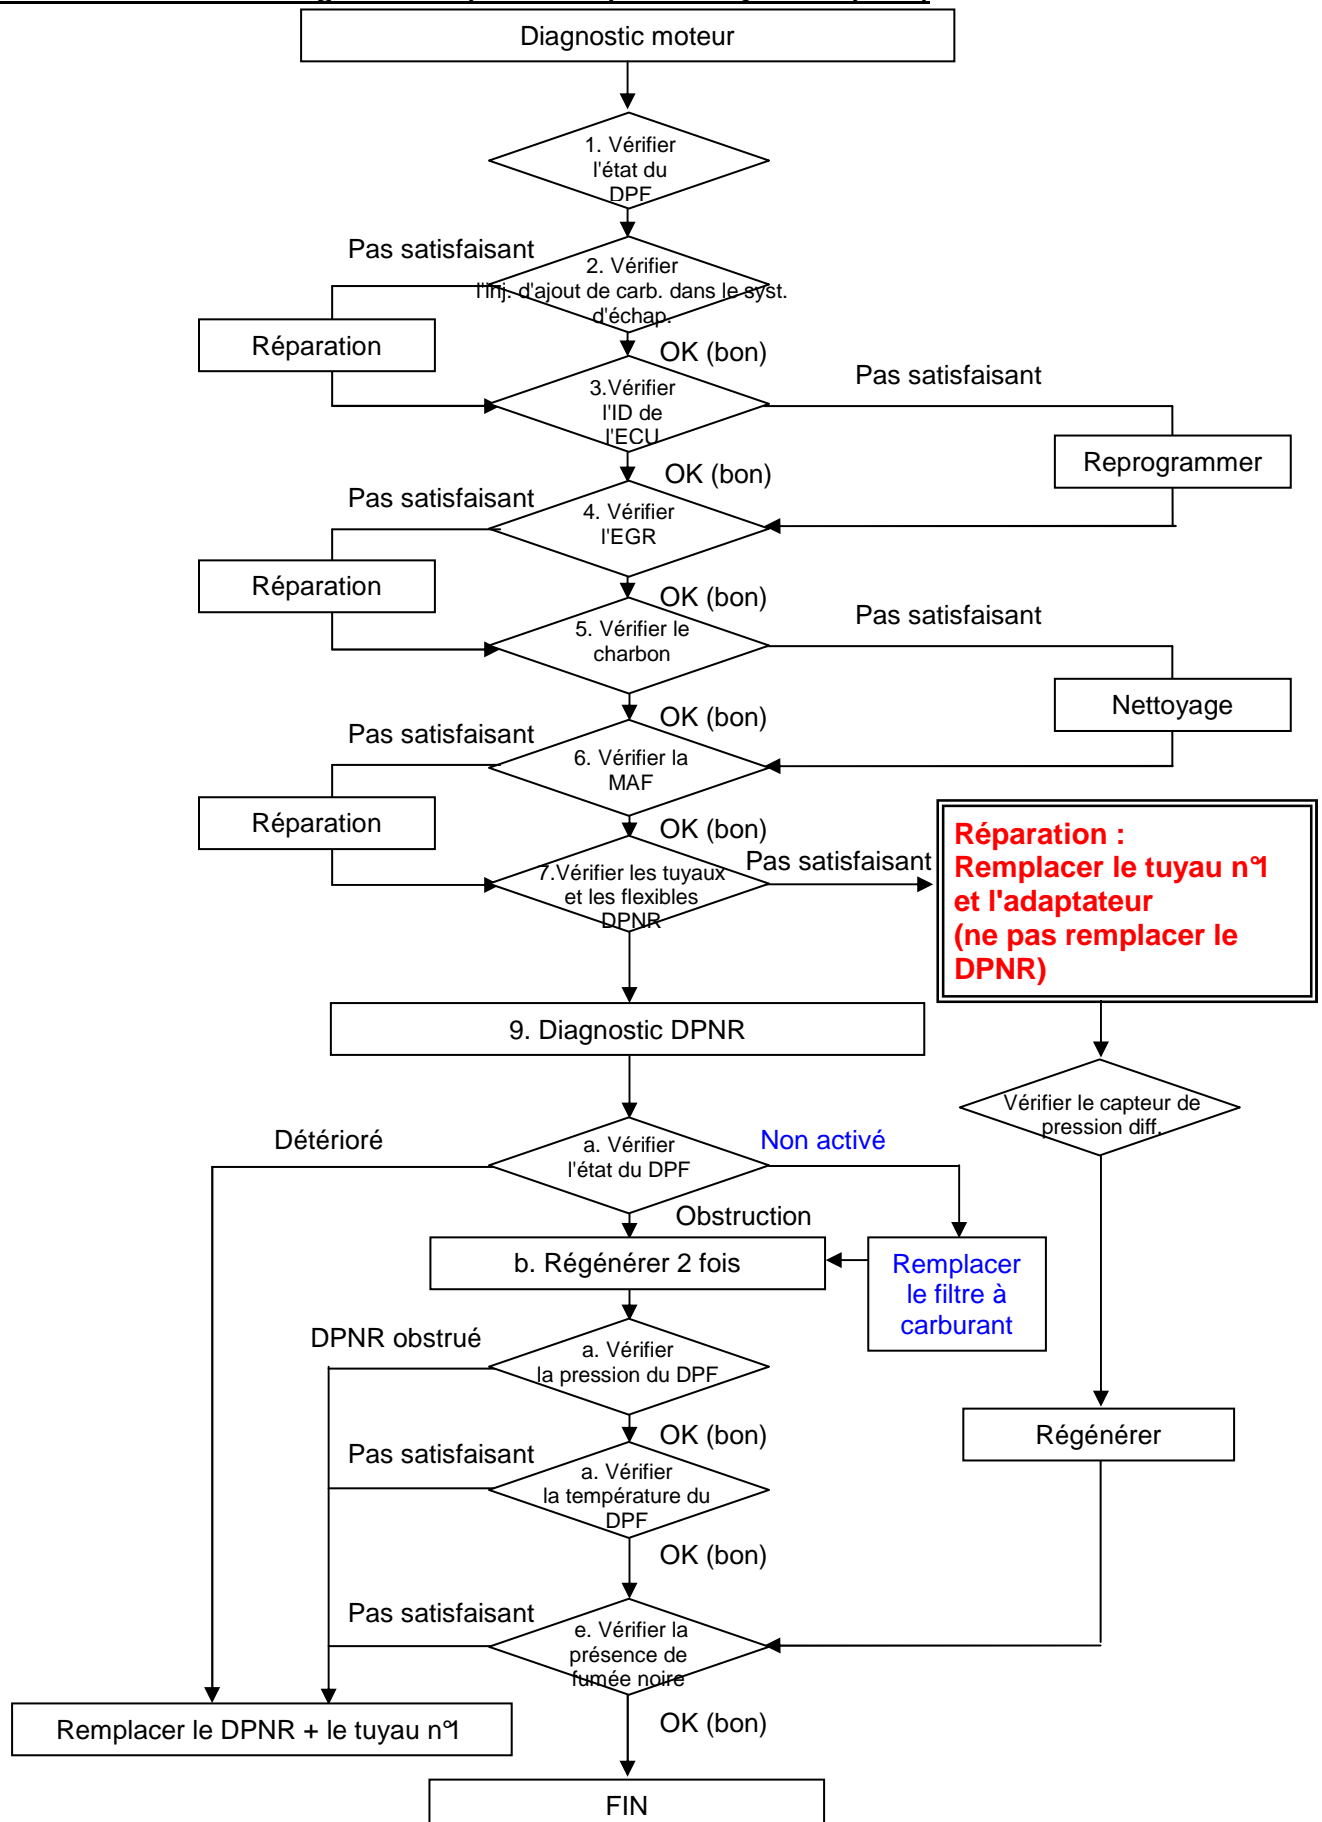 Diagnostic moteur
1. Vérifier
l'état du
DPF
Pas satisfaisant
2. Vérifier
l'inj. d'ajout de carb. dans le syst.
d'échap.
Réparation
OK (bon)
3.Vérifier
l'ID de
l'ECU
Pas satisfaisant
Reprogrammer
OK (bon)
Pas satisfaisant
4. Vérifier
l'EGR
Réparation
OK (bon)
5. Vérifier le
charbon
Pas satisfaisant
Nettoyage
OK (bon)
Pas satisfaisant
6. Vérifier la
MAF
Réparation
OK (bon)
7.Vérifier les tuyaux
et les flexibles
DPNR
Pas satisfaisant
Réparation :
Remplacer le tuyau n°1
et l'adaptateur
(ne pas remplacer le
DPNR)
9. Diagnostic DPNR
Vérifier le capteur de
pression diff.
Détérioré
a. Vérifier
l'état du DPF
Non activé
Obstruction
b. Régénérer 2 fois
Remplacer
le filtre à
carburant
DPNR obstrué
a. Vérifier
la pression du DPF
OK (bon)
Régénérer
Pas satisfaisant
a. Vérifier
la température du
DPF
OK (bon)
Pas satisfaisant
e. Vérifier la
présence de
fumée noire
Remplacer le DPNR + le tuyau n°1
OK (bon)
FIN